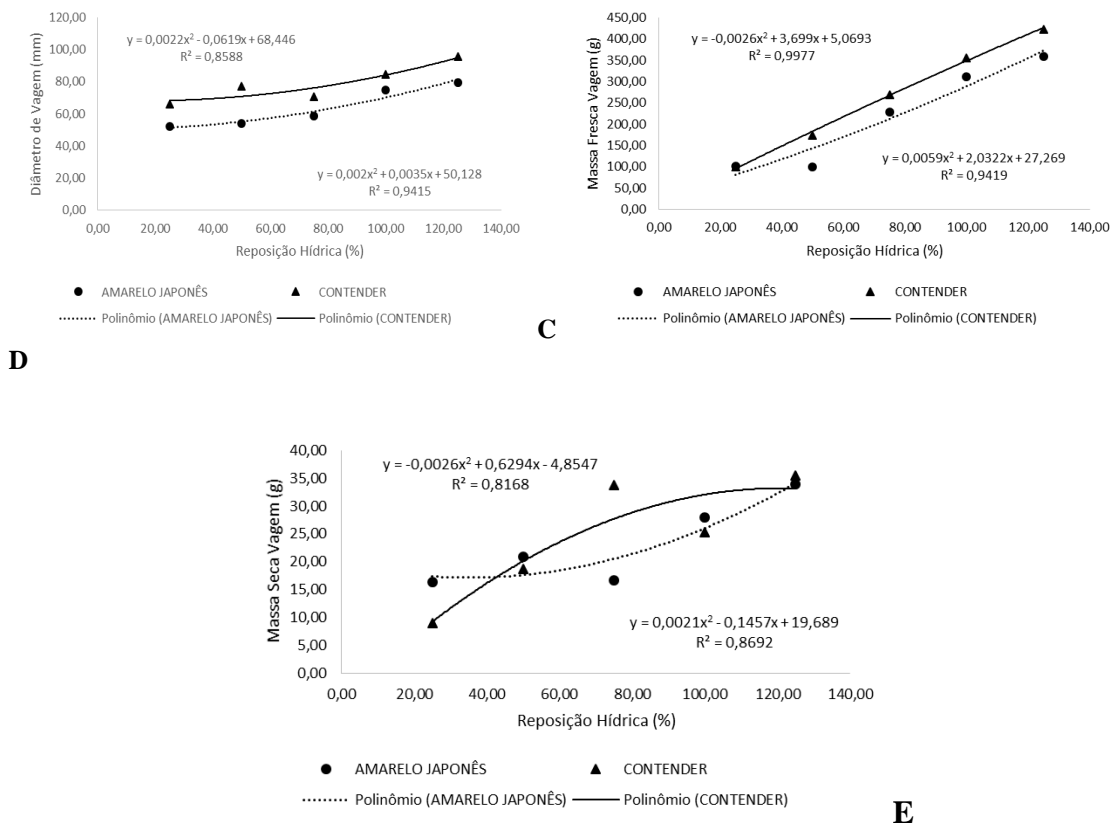 120,00
100,00
80,00
60,00
40,00
20,00
0,00
Diâmetro de Vagem (mm)
y = 0,0022x² - 0,0619x + 68,446
R² = 0,8588
y = 0,002x² + 0,0035x + 50,128
R² = 0,9415
0,00 20,00 40,00 60,00 80,00 100,00 120,00 140,00
Reposição Hídrica (%)
AMARELO JAPONÊS CONTENDER
Polinômio (AMARELO JAPONÊS) Polinômio (CONTENDER)
450,00
400,00
350,00
300,00
250,00
200,00
150,00
100,00
50,00
0,00
Massa Fresca Vagem (g)
y = -0,0026x² + 3,699x + 5,0693
R² = 0,9977
y = 0,0059x² + 2,0322x + 27,269
R² = 0,9419
0,00 20,00 40,00 60,00 80,00 100,00 120,00 140,00
Reposição Hídrica (%)
AMARELO JAPONÊS CONTENDER
Polinômio (AMARELO JAPONÊS) Polinômio (CONTENDER)
C
D
40,00
35,00
30,00
25,00
20,00
15,00
10,00
5,00
0,00
Massa Seca Vagem (g)
y = -0,0026x² + 0,6294x - 4,8547
R² = 0,8168
y = 0,0021x² - 0,1457x + 19,689
R² = 0,8692
0,00 20,00 40,00 60,00 80,00 100,00 120,00 140,00
Reposição Hídrica (%)
AMARELO JAPONÊS CONTENDER
Polinômio (AMARELO JAPONÊS) Polinômio (CONTENDER)
E